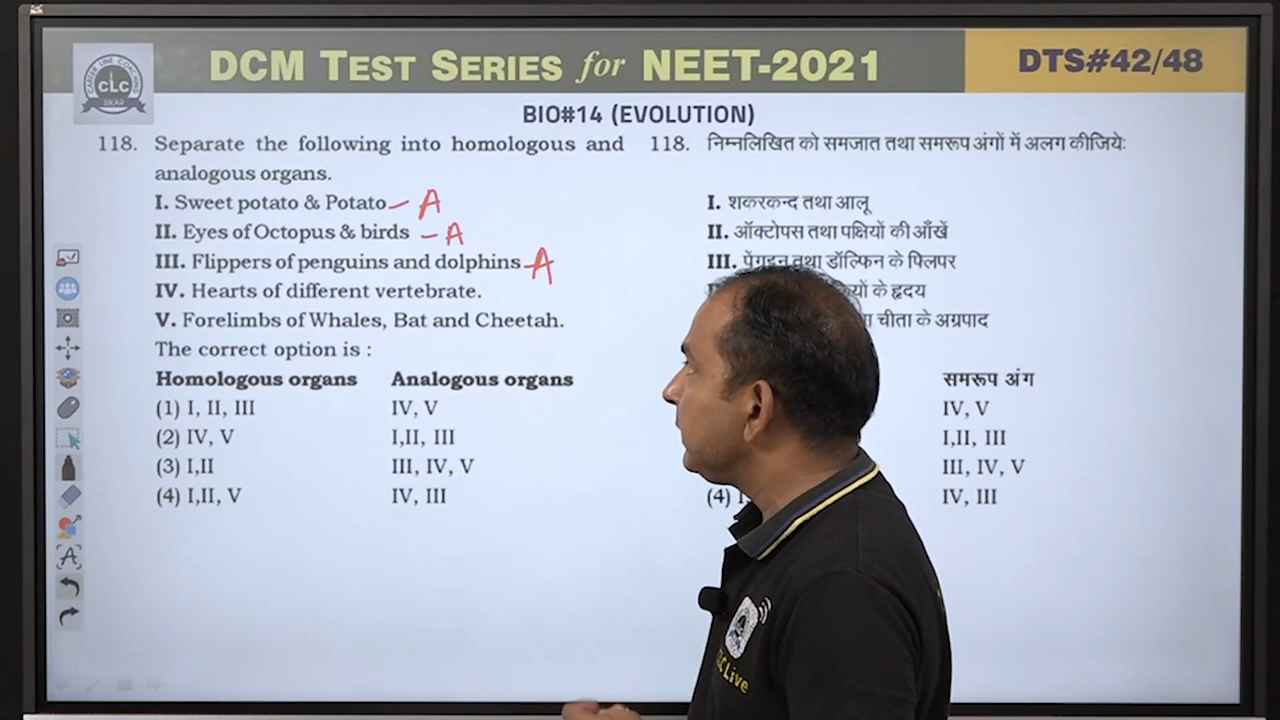 DCM TEST SERIES for NEET-2021
DTS#42/48
CAREER LINE COACHING
CLC
SIKAR
BIO#14 (EVOLUTION)
118. Separate the following into homologous and
analogous organs.
I. Sweet potato & Potato – A
II. Eyes of Octopus & birds – A
III. Flippers of penguins and dolphins – A
IV. Hearts of different vertebrate.
V. Forelimbs of Whales, Bat and Cheetah.
The correct option is :
Homologous organs Analogous organs
(1) I, II, III IV, V
(2) IV, V I,II, III
(3) I,II III, IV, V
(4) I,II, V IV, III
118. निम्नलिखित को समजात तथा समरूप अंगों में अलग कीजिये:
I. शकरकन्द तथा आलू
II. ऑक्टोपस तथा पक्षियों की आँखें
III. पेंगुइन तथा डॉल्फिन के फ्लिपर
के हृदय
चीता के अग्रपाद
समरूप अंग
IV, V
I,II, III
III, IV, V
(4) IV, III
A
Live